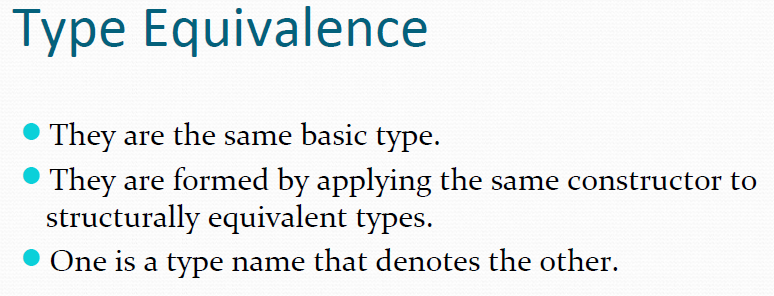 Type Equivalence
They are the same basic type.
They are formed by applying the same constructor to
structurally equivalent types.
One is a type name that denotes the other.